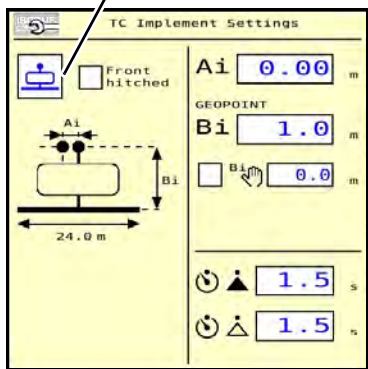 TC Implement Settings
Front
hitched
Ai 0.00 m
GEOPOINT
Bi 1.0 m
Bi 0.0 m
Ai
Bi
24.0 m
1.5 s
1.5 s